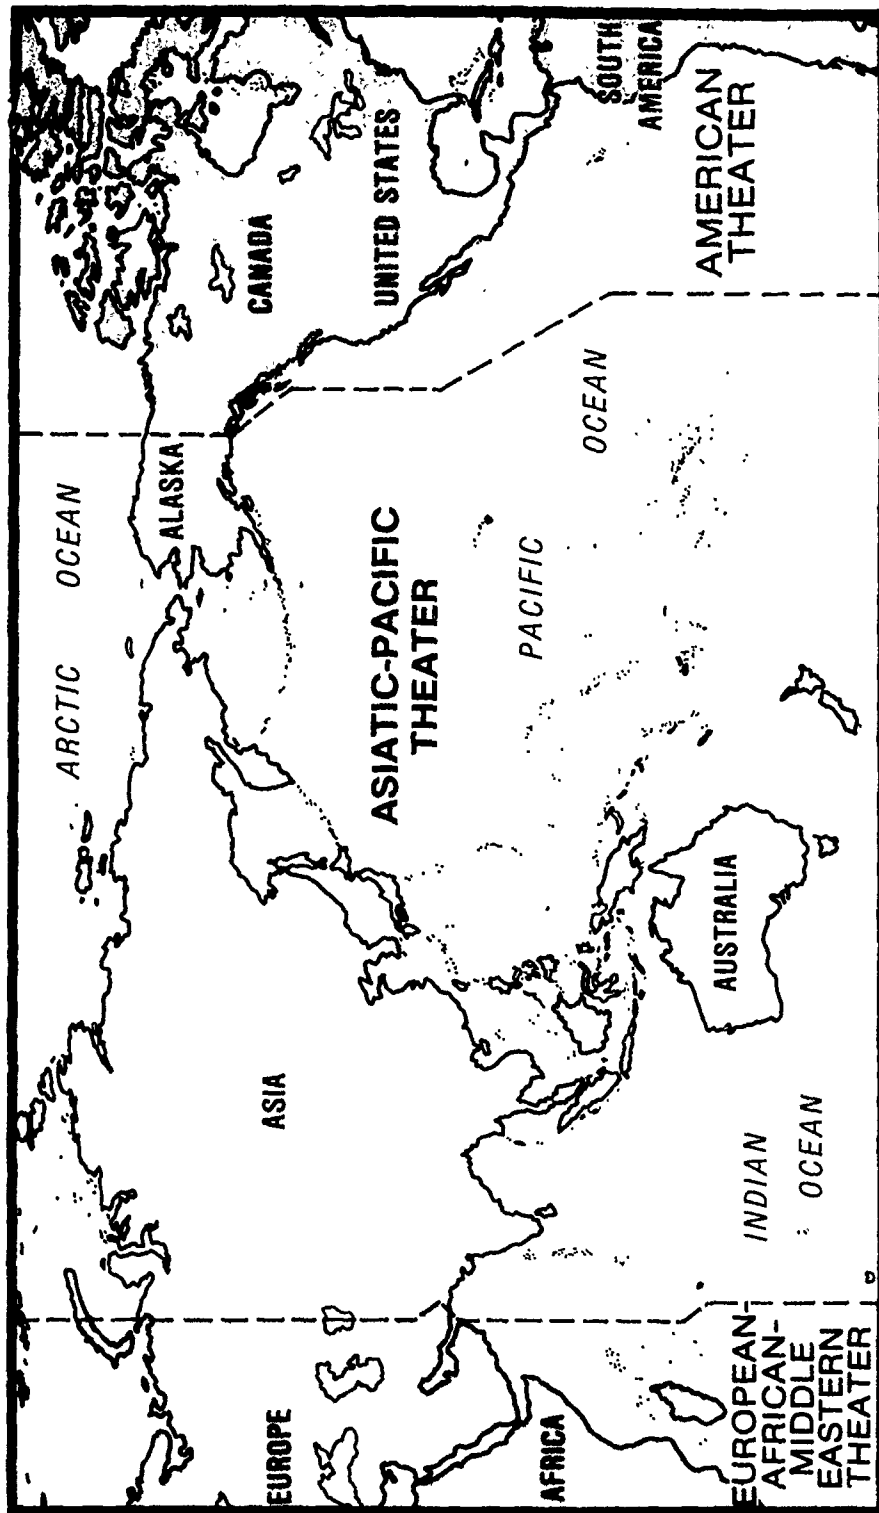 ARCTIC OCEAN
ALASKA
CANADA
UNITED STATES
SOUTH
AMERICA
EUROPE
ASIA
ASIATIC-PACIFIC
THEATER
PACIFIC
OCEAN
AFRICA
AUSTRALIA
AMERICAN
THEATER
INDIAN
OCEAN
EUROPEAN-
AFRICAN-
MIDDLE
EASTERN
THEATER